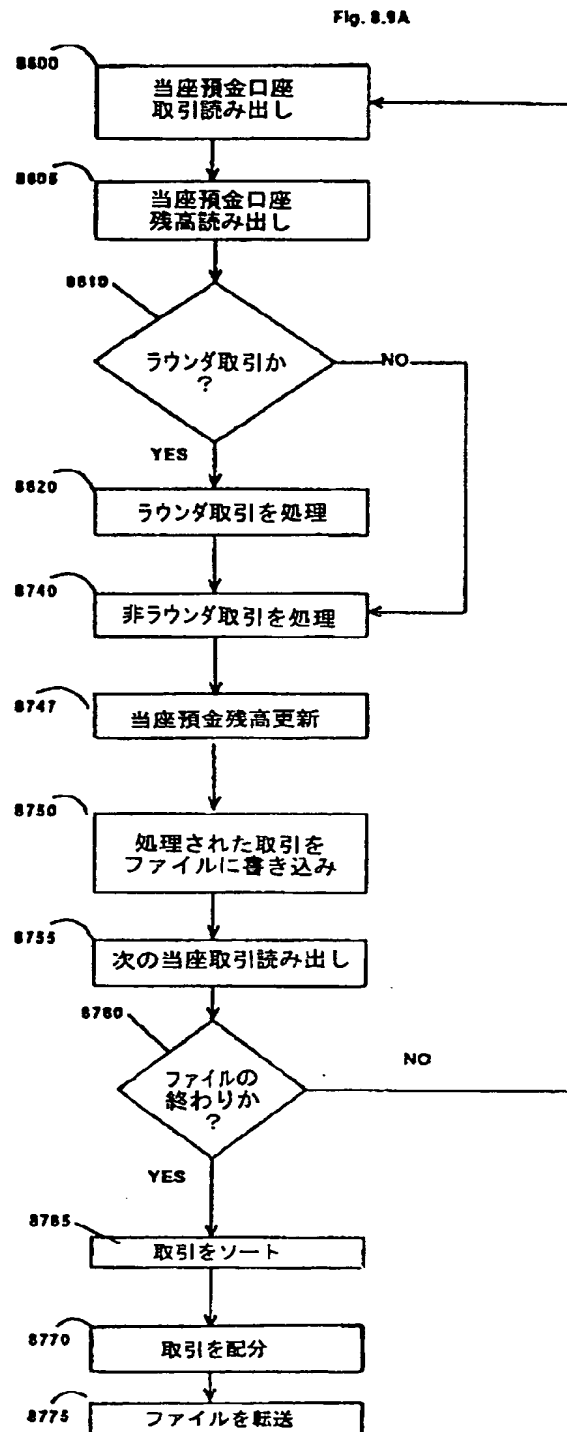 Fig. 8.9A
8600
当座預金口座
取引読み出し
8605
当座預金口座
残高読み出し
8610
ラウンダ取引か
?
NO
YES
8620
ラウンダ取引を処理
8740
非ラウンダ取引を処理
8747
当座預金残高更新
8750
処理された取引を
ファイルに書き込み
8755
次の当座取引読み出し
8760
ファイルの
終わりか
?
NO
YES
8765
取引をソート
8770
取引を配分
8775
ファイルを転送